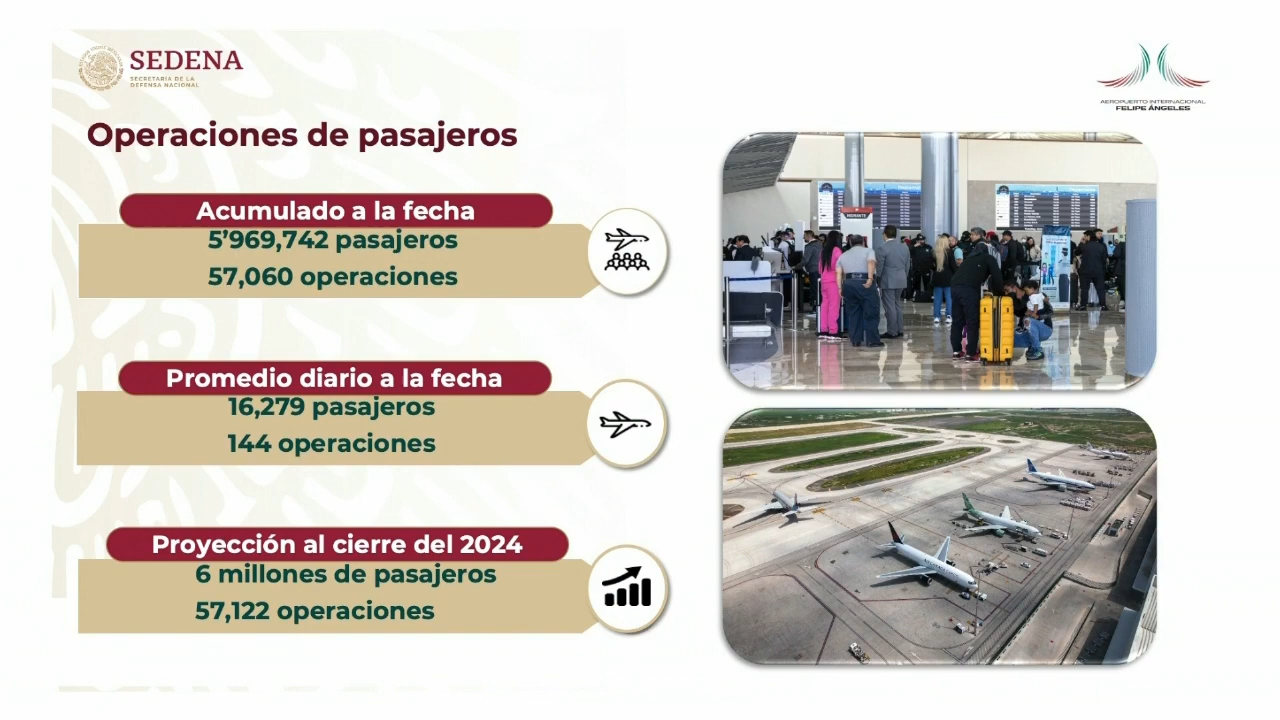 SEDENA
SECRETARÍA DE LA
DEFENSA NACIONAL
AEROPUERTO INTERNACIONAL
FELIPE ÁNGELES
Operaciones de pasajeros
Acumulado a la fecha
5’969,742 pasajeros
57,060 operaciones
Promedio diario a la fecha
16,279 pasajeros
144 operaciones
Proyección al cierre del 2024
6 millones de pasajeros
57,122 operaciones